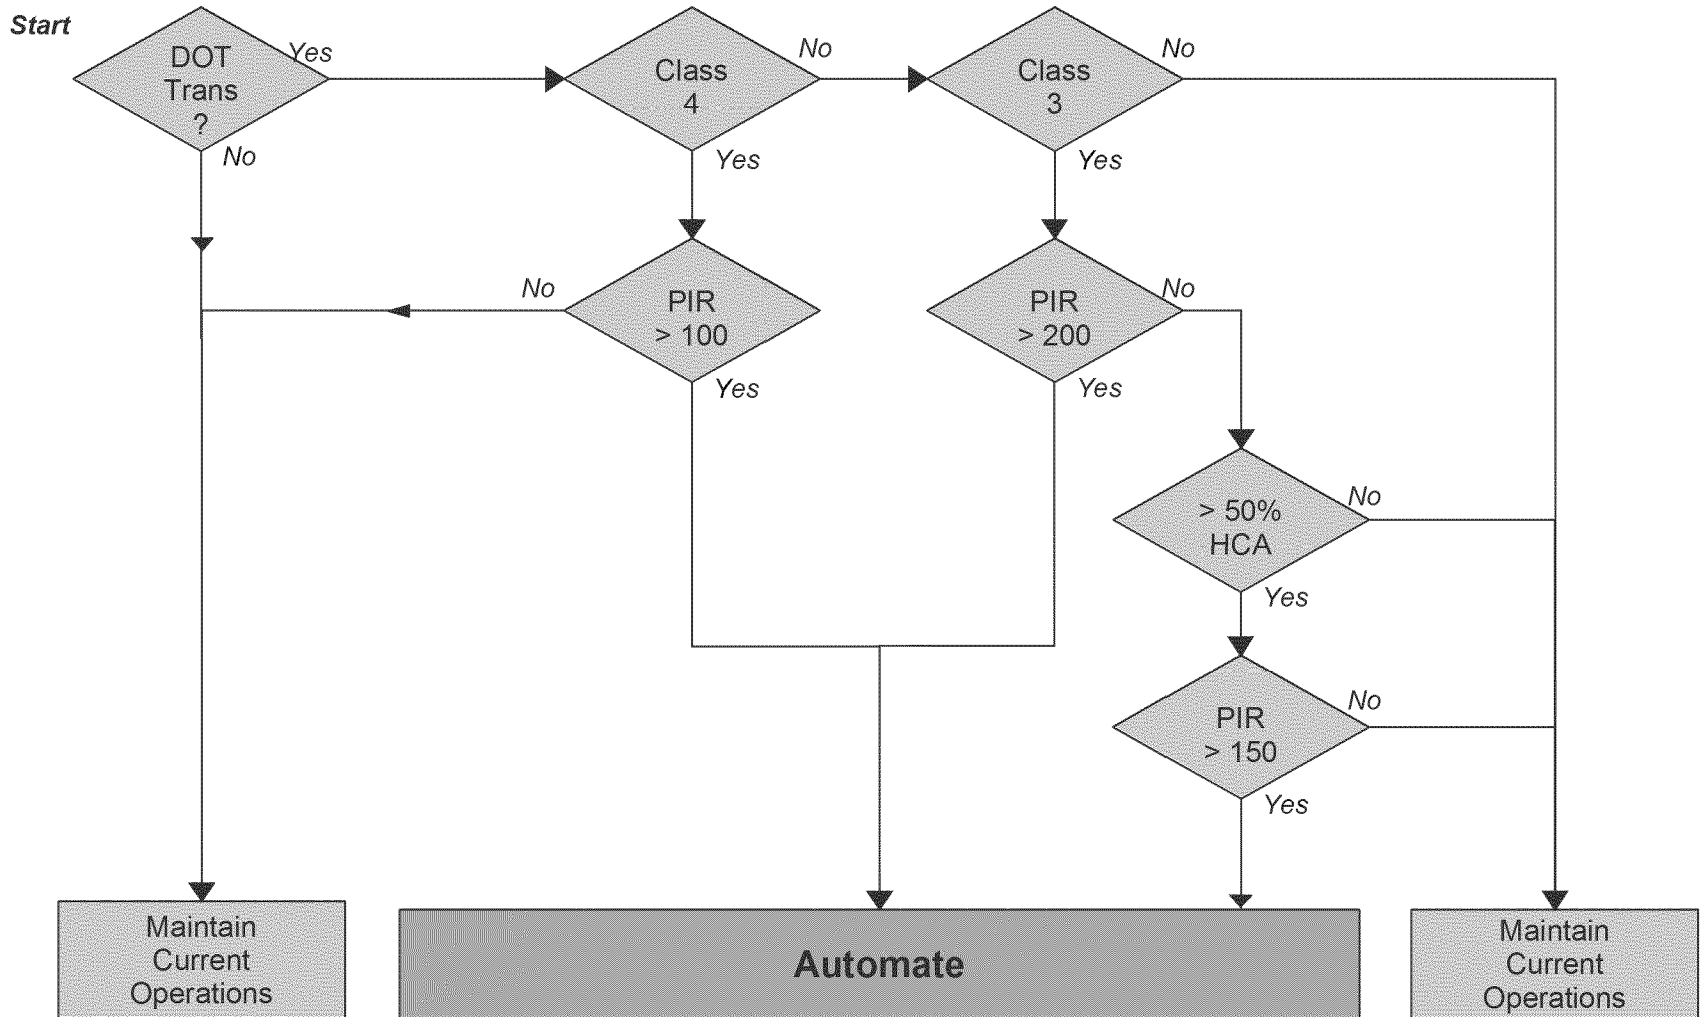 Start
DOT
Trans
?
Yes
No
Class
4
No
Yes
Class
3
No
Yes
PIR
> 100
No
Yes
PIR
> 200
No
Yes
> 50%
HCA
No
Yes
PIR
> 150
No
Yes
Maintain
Current
Operations
Automate
Maintain
Current
Operations